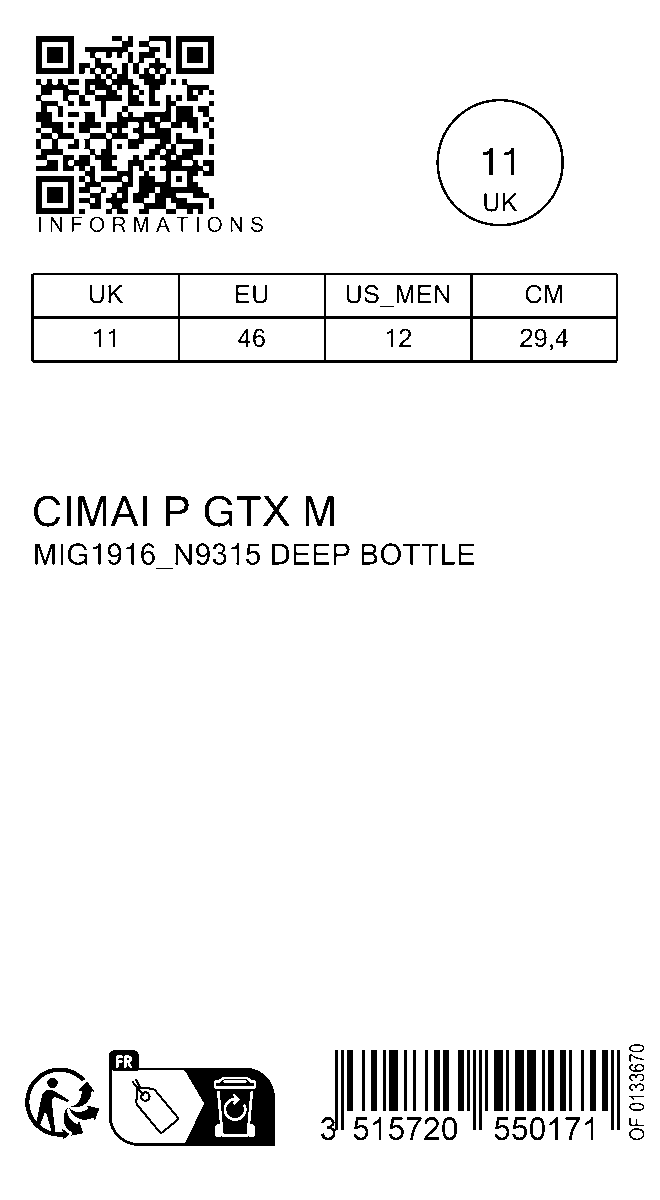 INFORMATIONS
11
UK
UK EU US_MEN CM
11 46 12 29,4
CIMAI P GTX M
MIG1916_N9315 DEEP BOTTLE
FR
3 515720 550171
OF 0133670